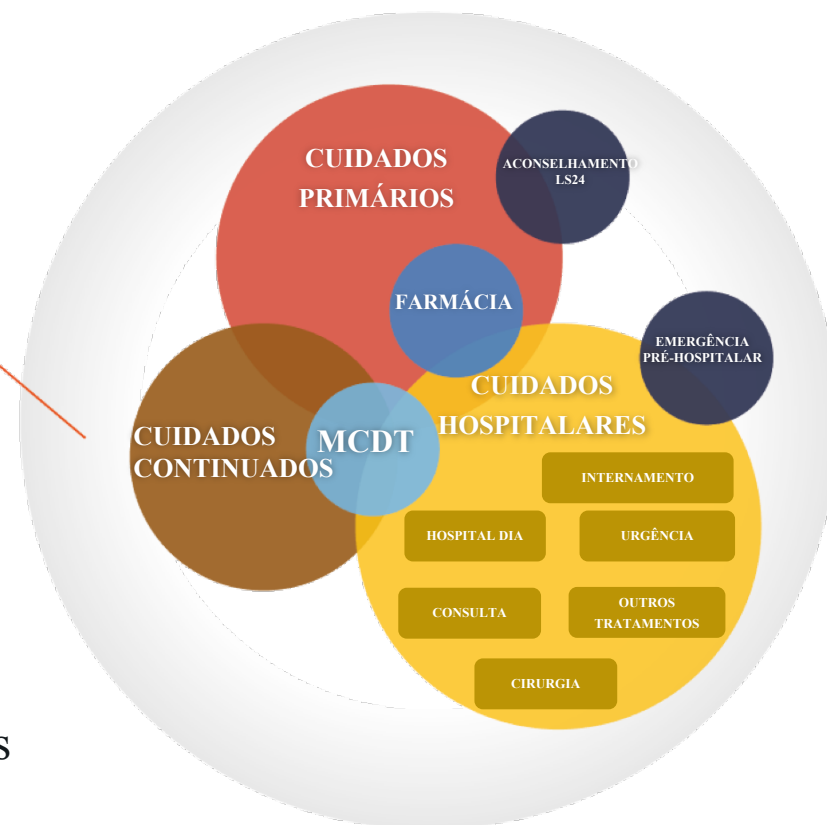 CUIDADOS
PRIMÁRIOS
ACONSELHAMENTO
LS24
FARMÁCIA
EMERGÊNCIA
PRÉ-HOSPITALAR
CUIDADOS
HOSPITALARES
CUIDADOS
CONTINUADOS
MCDT
INTERNAMENTO
HOSPITAL DIA
URGÊNCIA
CONSULTA
OUTROS
TRATAMENTOS
CIRURGIA